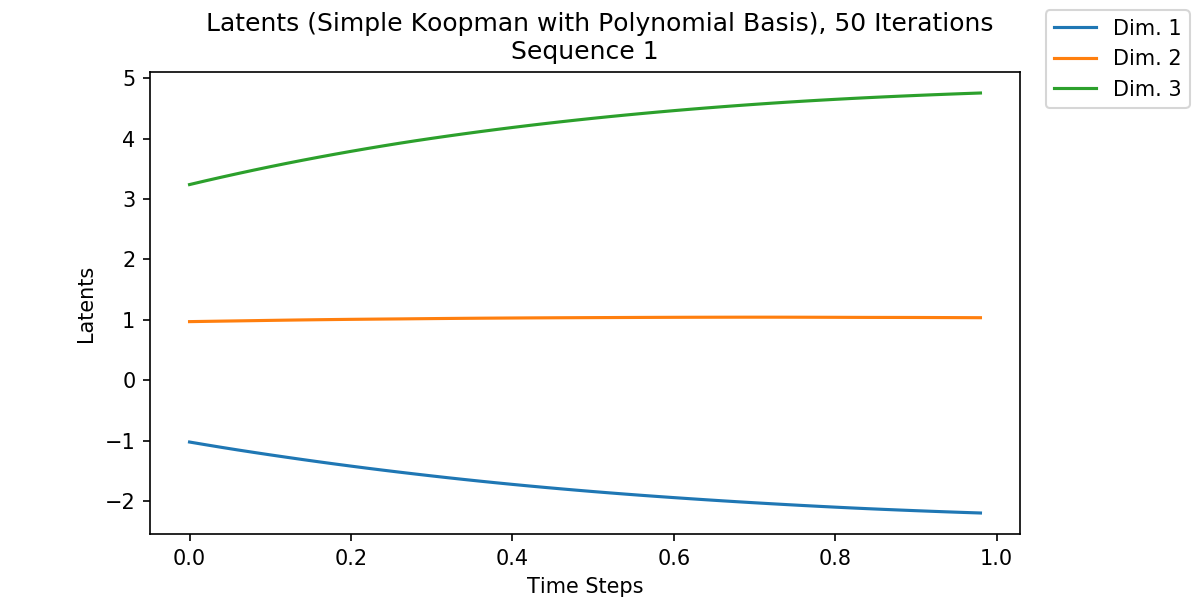 Latents (Simple Koopman with Polynomial Basis), 50 Iterations
Sequence 1
Dim. 1
Dim. 2
Dim. 3
5
4
3
2
1
0
−1
−2
Latents
0.0 0.2 0.4 0.6 0.8 1.0
Time Steps